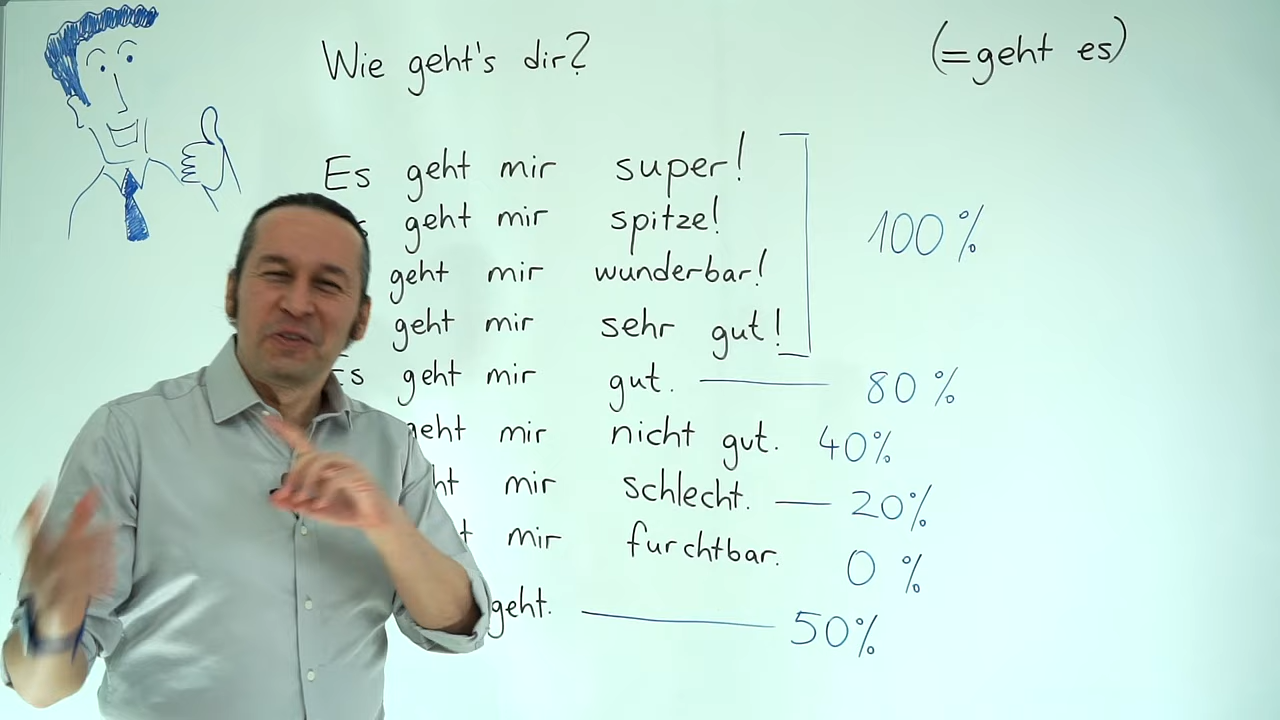 Wie geht's dir? (=geht es)
Es geht mir super!
geht mir spitze!
geht mir wunderbar! 100%
geht mir sehr gut!
Es geht mir gut. 80%
geht mir nicht gut. 40%
mir schlecht. 20%
mir furchtbar. 0%
geht. 50%